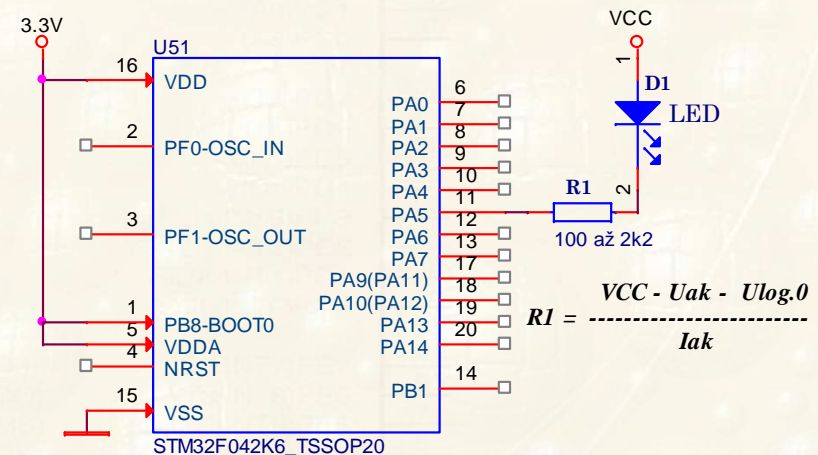 3.3V
VCC
U51
16
VDD
1
D1
LED
2
PF0-OSC_IN
6
PA0
7
PA1
8
PA2
9
PA3
10
PA4
11
PA5
R1
2
100 až 2k2
3
PF1-OSC_OUT
12
PA6
13
PA7
17
PA9(PA11)
18
PA10(PA12)
19
PA13
20
PA14
1
PB8-BOOT0
5
VDDA
4
NRST
14
PB1
15
VSS
STM32F042K6_TSSOP20
VCC - Uak - Ulog.0
R1 = -------------------------
Iak